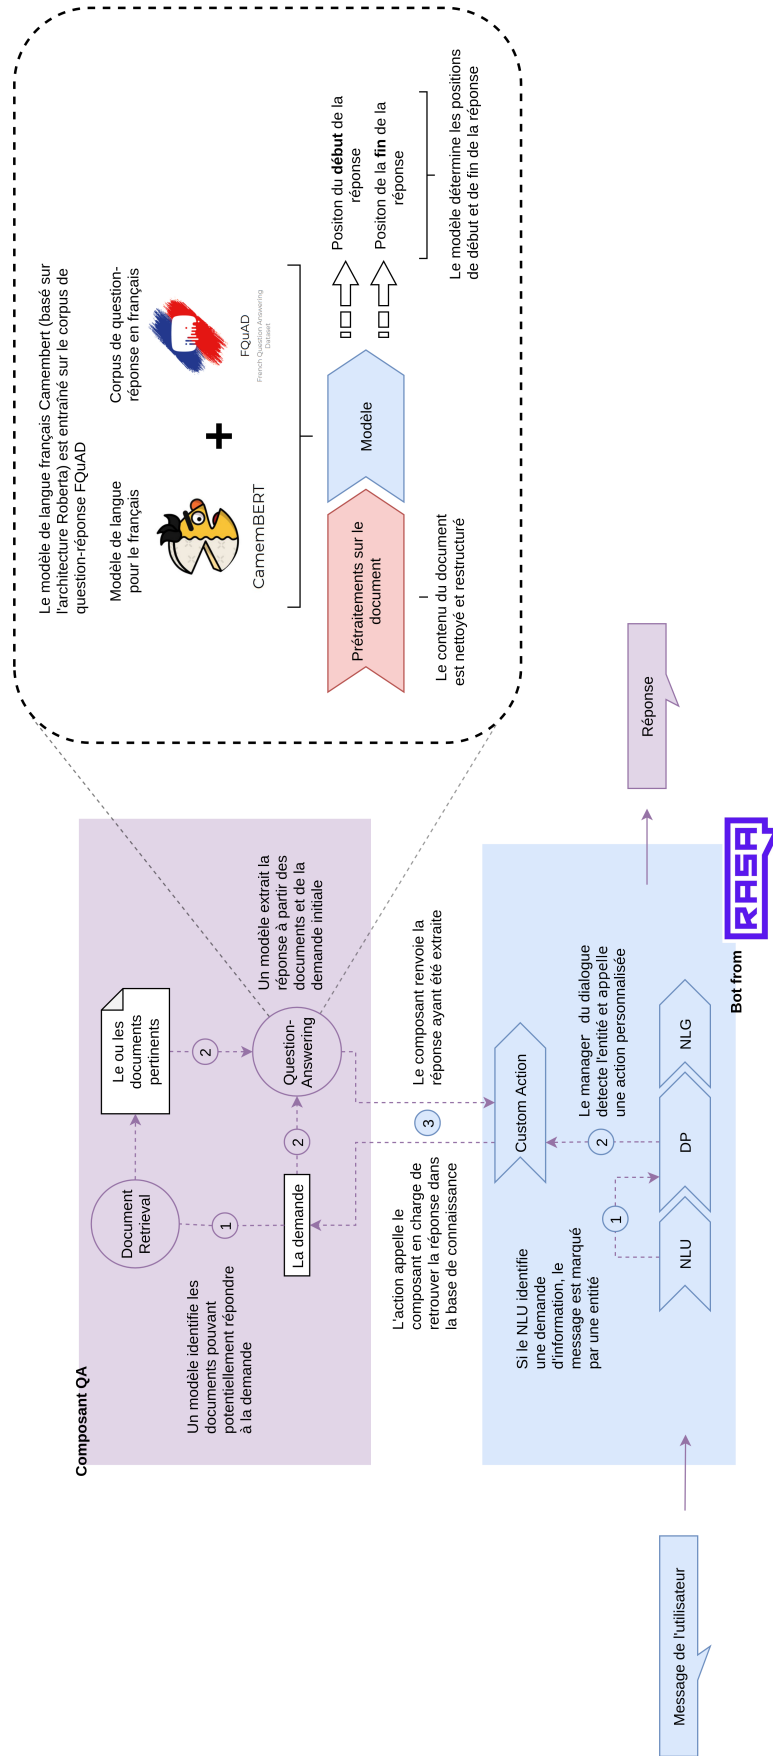 Le modèle de langue français Camembert (basé sur
l'architecture Roberta) est entraîné sur le corpus de
question-réponse FQuAD
Modèle de langue
pour le français
CamemBERT
+
Corpus de question-
réponse en français
FQuAD
French Question Answering
Dataset
Prétraitements sur le
document
Modèle
Positon du début de la
réponse
Positon de la fin de la
réponse
Le contenu du document
est nettoyé et restructuré
Le modèle détermine les positions
de début et de fin de la réponse
Composant QA
Document
Retrieval
Le ou les
documents
pertinents
Un modèle identifie les
documents pouvant
potentiellement répondre
à la demande
1
2
La demande
2
Question-
Answering
Un modèle extrait la
réponse à partir des
documents et de la
demande initiale
L'action appelle le
composant en charge de
retrouver la réponse dans
la base de connaissance
3
Le composant renvoie la
réponse ayant été extraite
Si le NLU identifie
une demande
d'information, le
message est marqué
par une entité
Custom Action
1
2
Le manager du dialogue
detecte l'entité et appelle
une action personnalisée
NLU
DP
NLG
Bot from
RASA
Message de l'utilisateur
Réponse